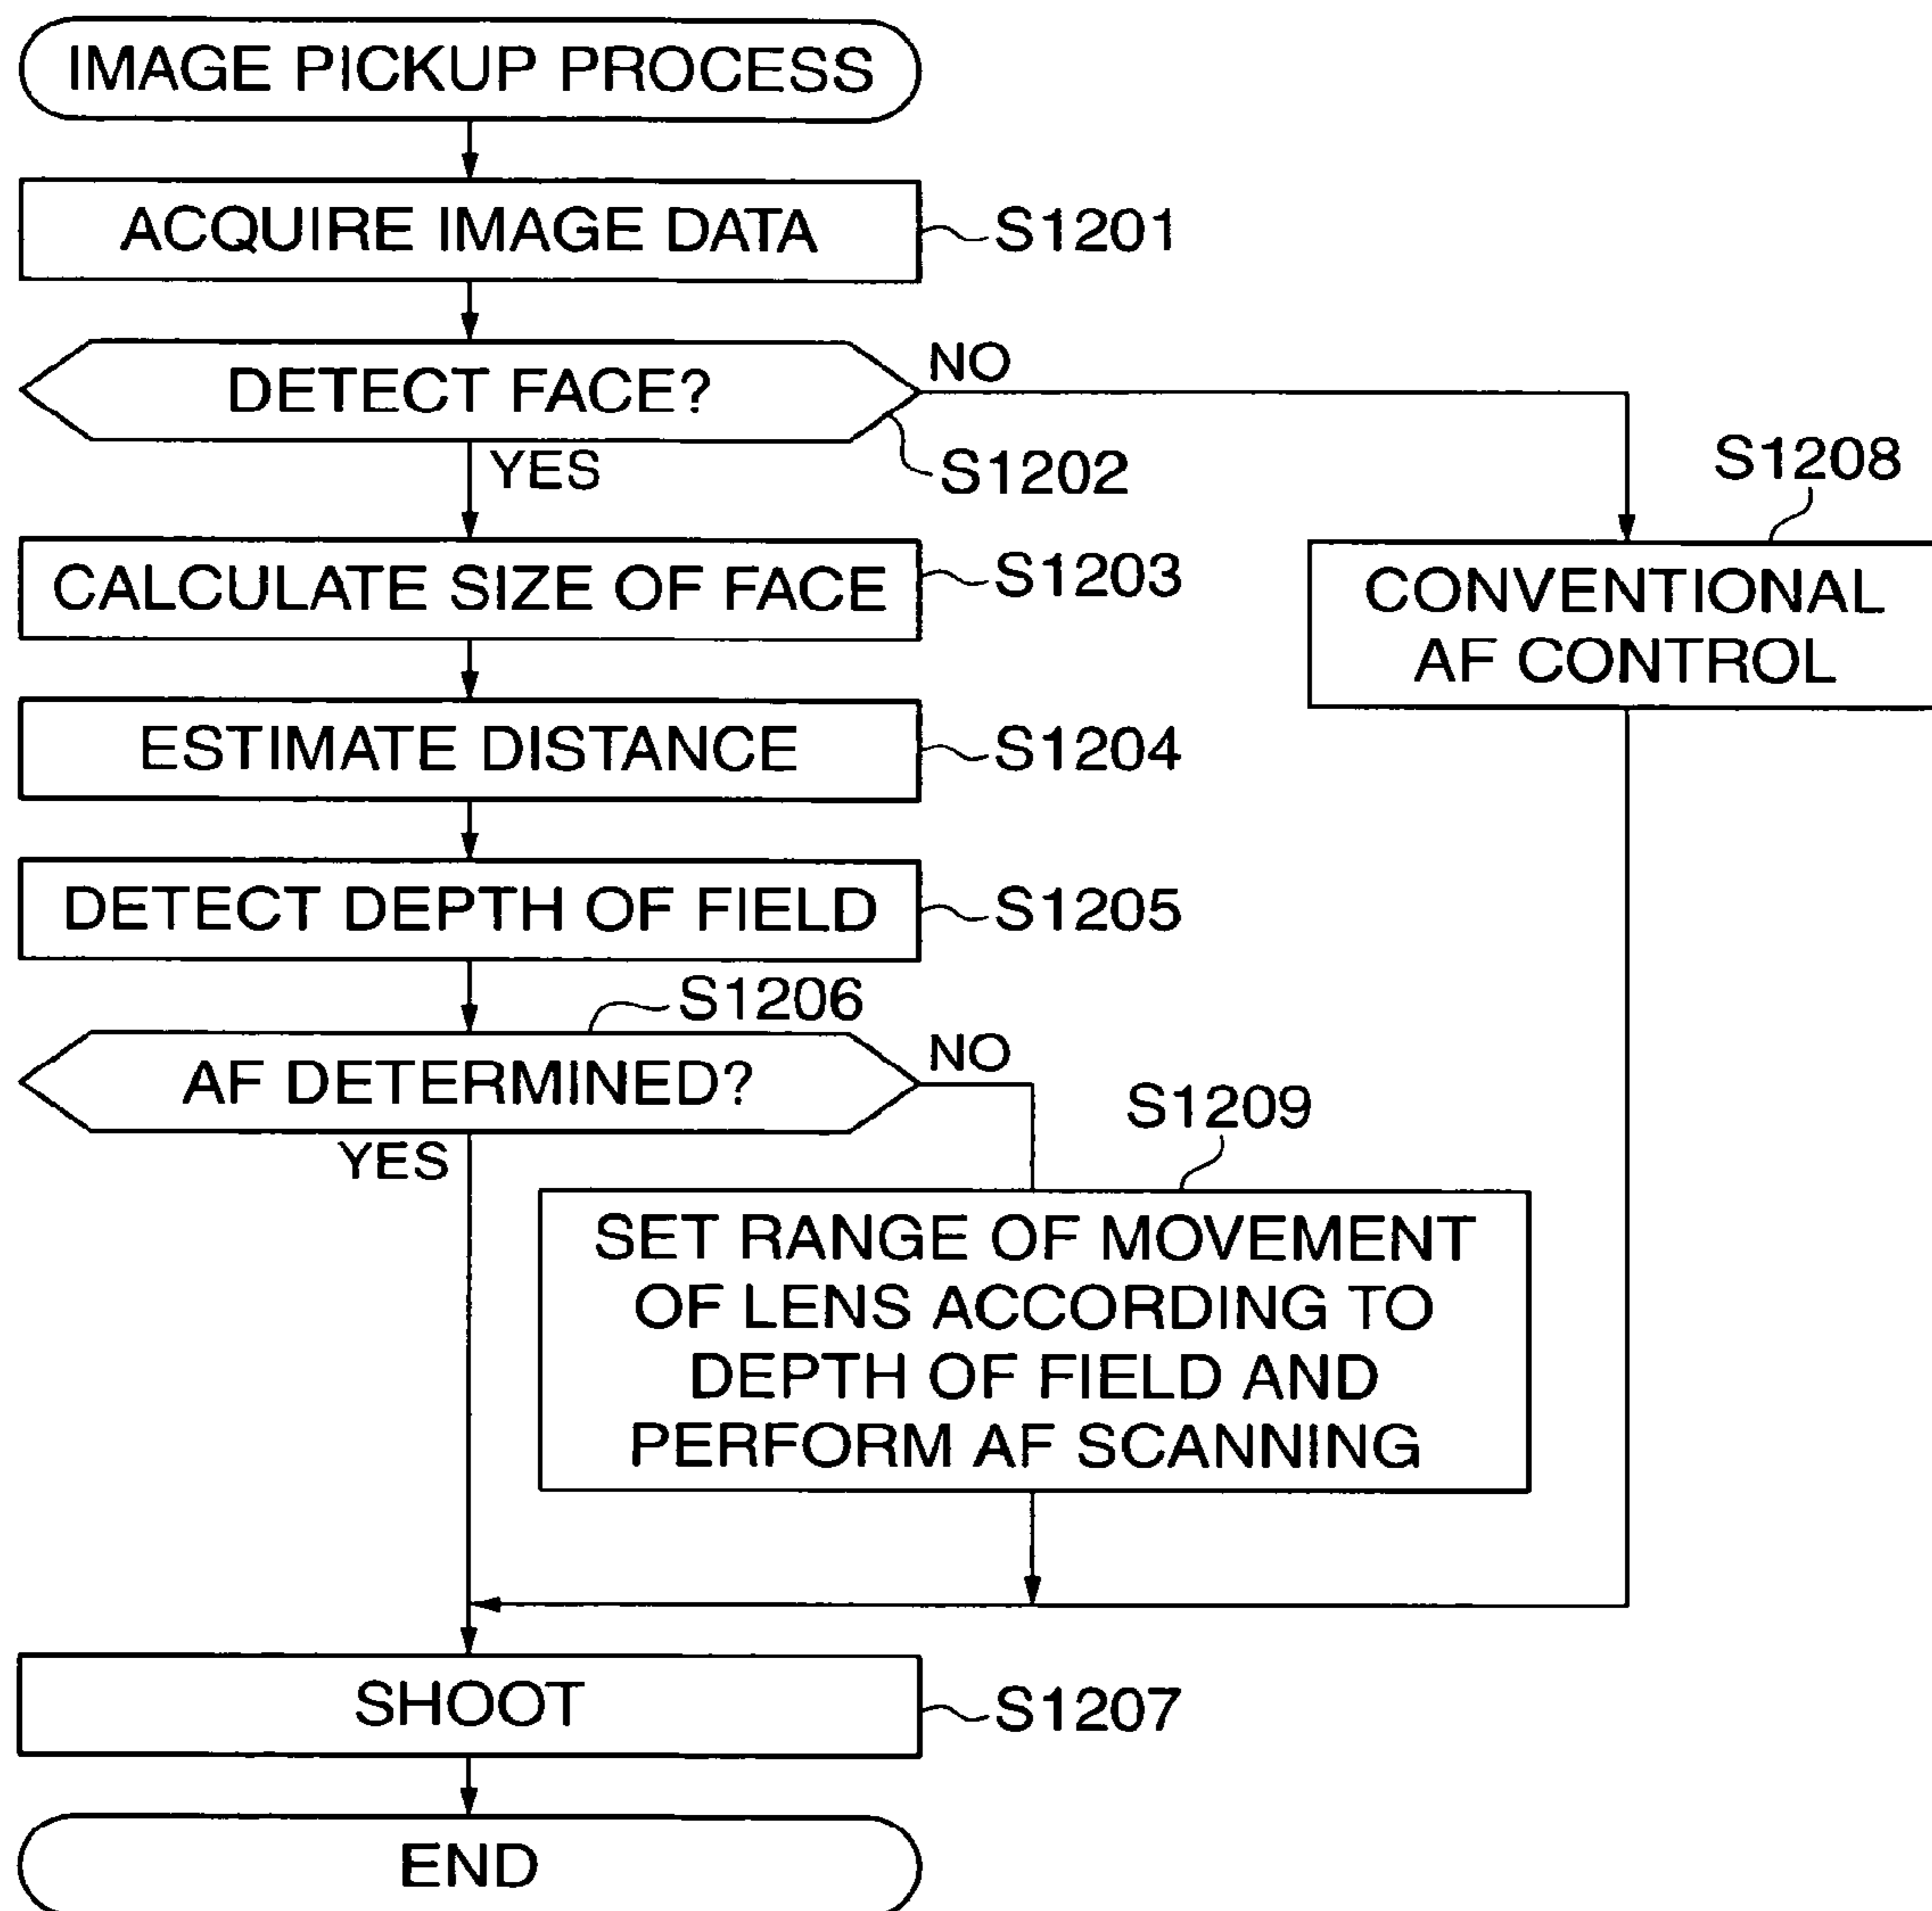 IMAGE PICKUP PROCESS
ACQUIRE IMAGE DATA
S1201
DETECT FACE?
NO
S1202
YES
S1208
CALCULATE SIZE OF FACE
S1203
CONVENTIONAL
AF CONTROL
ESTIMATE DISTANCE
S1204
DETECT DEPTH OF FIELD
S1205
S1206
AF DETERMINED?
NO
YES
S1209
SET RANGE OF MOVEMENT
OF LENS ACCORDING TO
DEPTH OF FIELD AND
PERFORM AF SCANNING
SHOOT
S1207
END